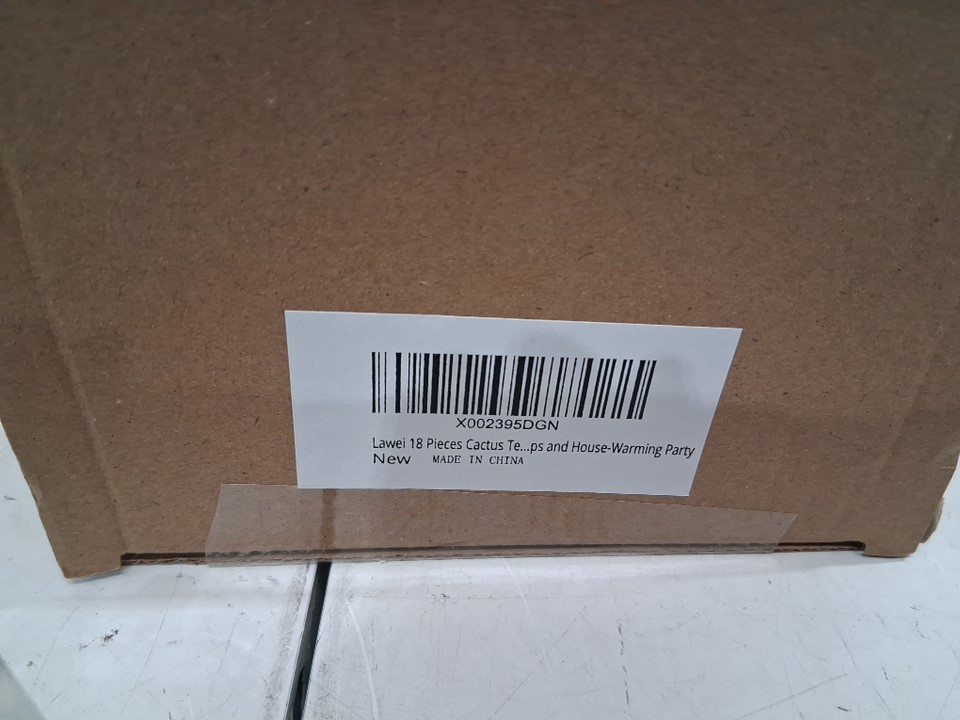 X002395DGN
Lawei 18 Pieces Cactus Te...ps and House-Warming Party
New MADE IN CHINA